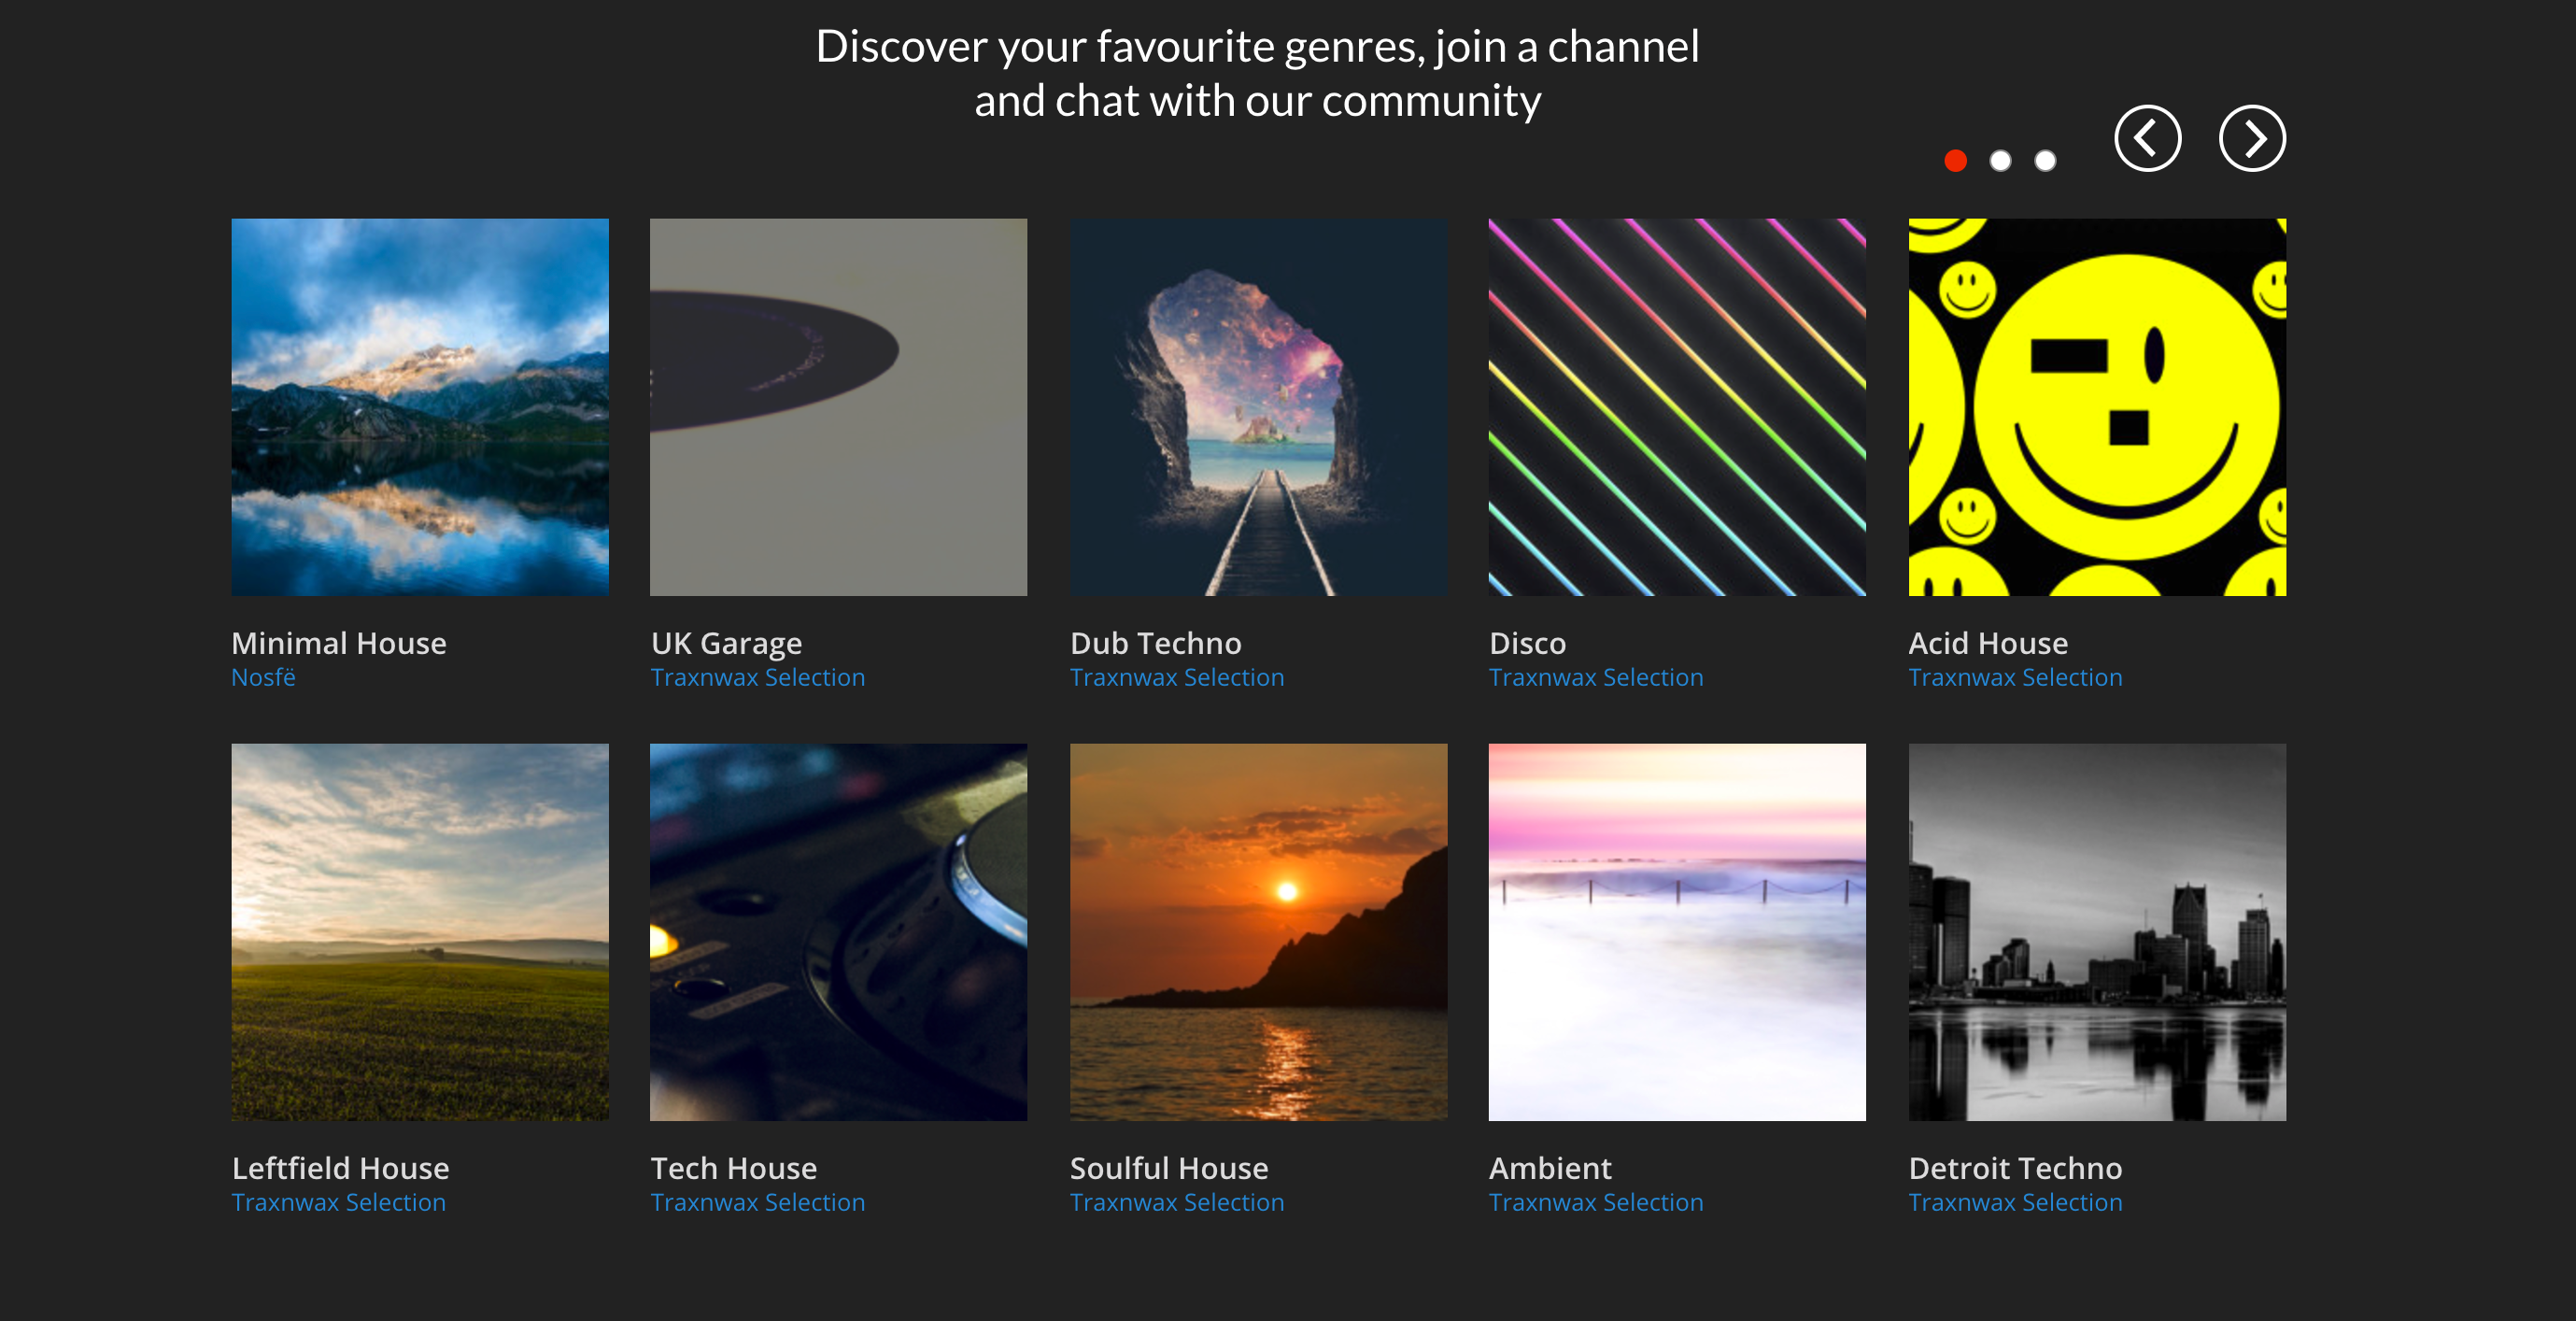 Discover your favourite genres, join a channel
and chat with our community
Minimal House
Nosfë
UK Garage
Traxnwax Selection
Dub Techno
Traxnwax Selection
Disco
Traxnwax Selection
Acid House
Traxnwax Selection
Leftfield House
Traxnwax Selection
Tech House
Traxnwax Selection
Soulful House
Traxnwax Selection
Ambient
Traxnwax Selection
Detroit Techno
Traxnwax Selection